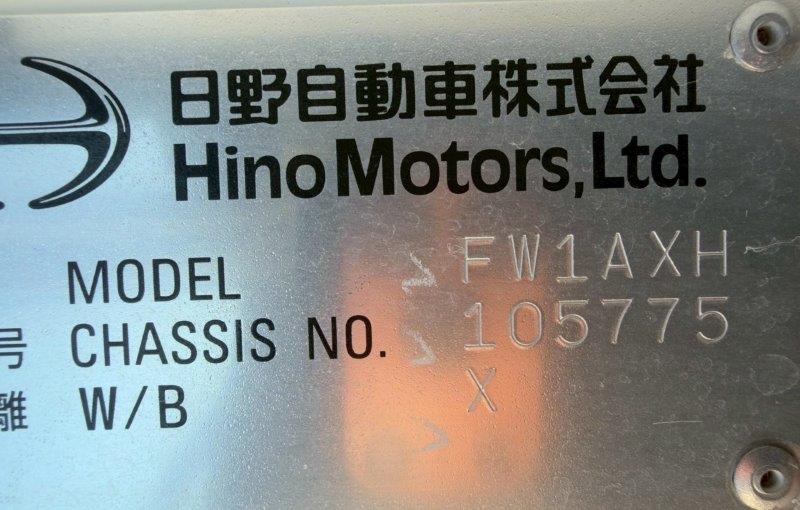 日野自動車株式会社
Hino Motors, Ltd.
MODEL FW1AXH
号 CHASSIS NO. 105775
離 W/B X